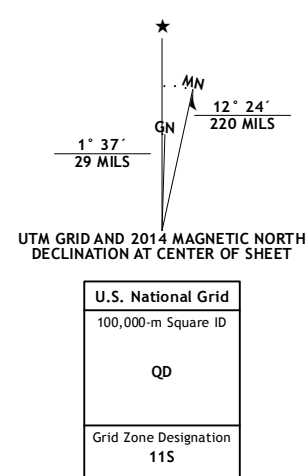 ★
MN
12° 24´
220 MILS
GN
1° 37´
29 MILS
UTM GRID AND 2014 MAGNETIC NORTH
DECLINATION AT CENTER OF SHEET
U.S. National Grid
100,000-m Square ID
QD
Grid Zone Designation
11S